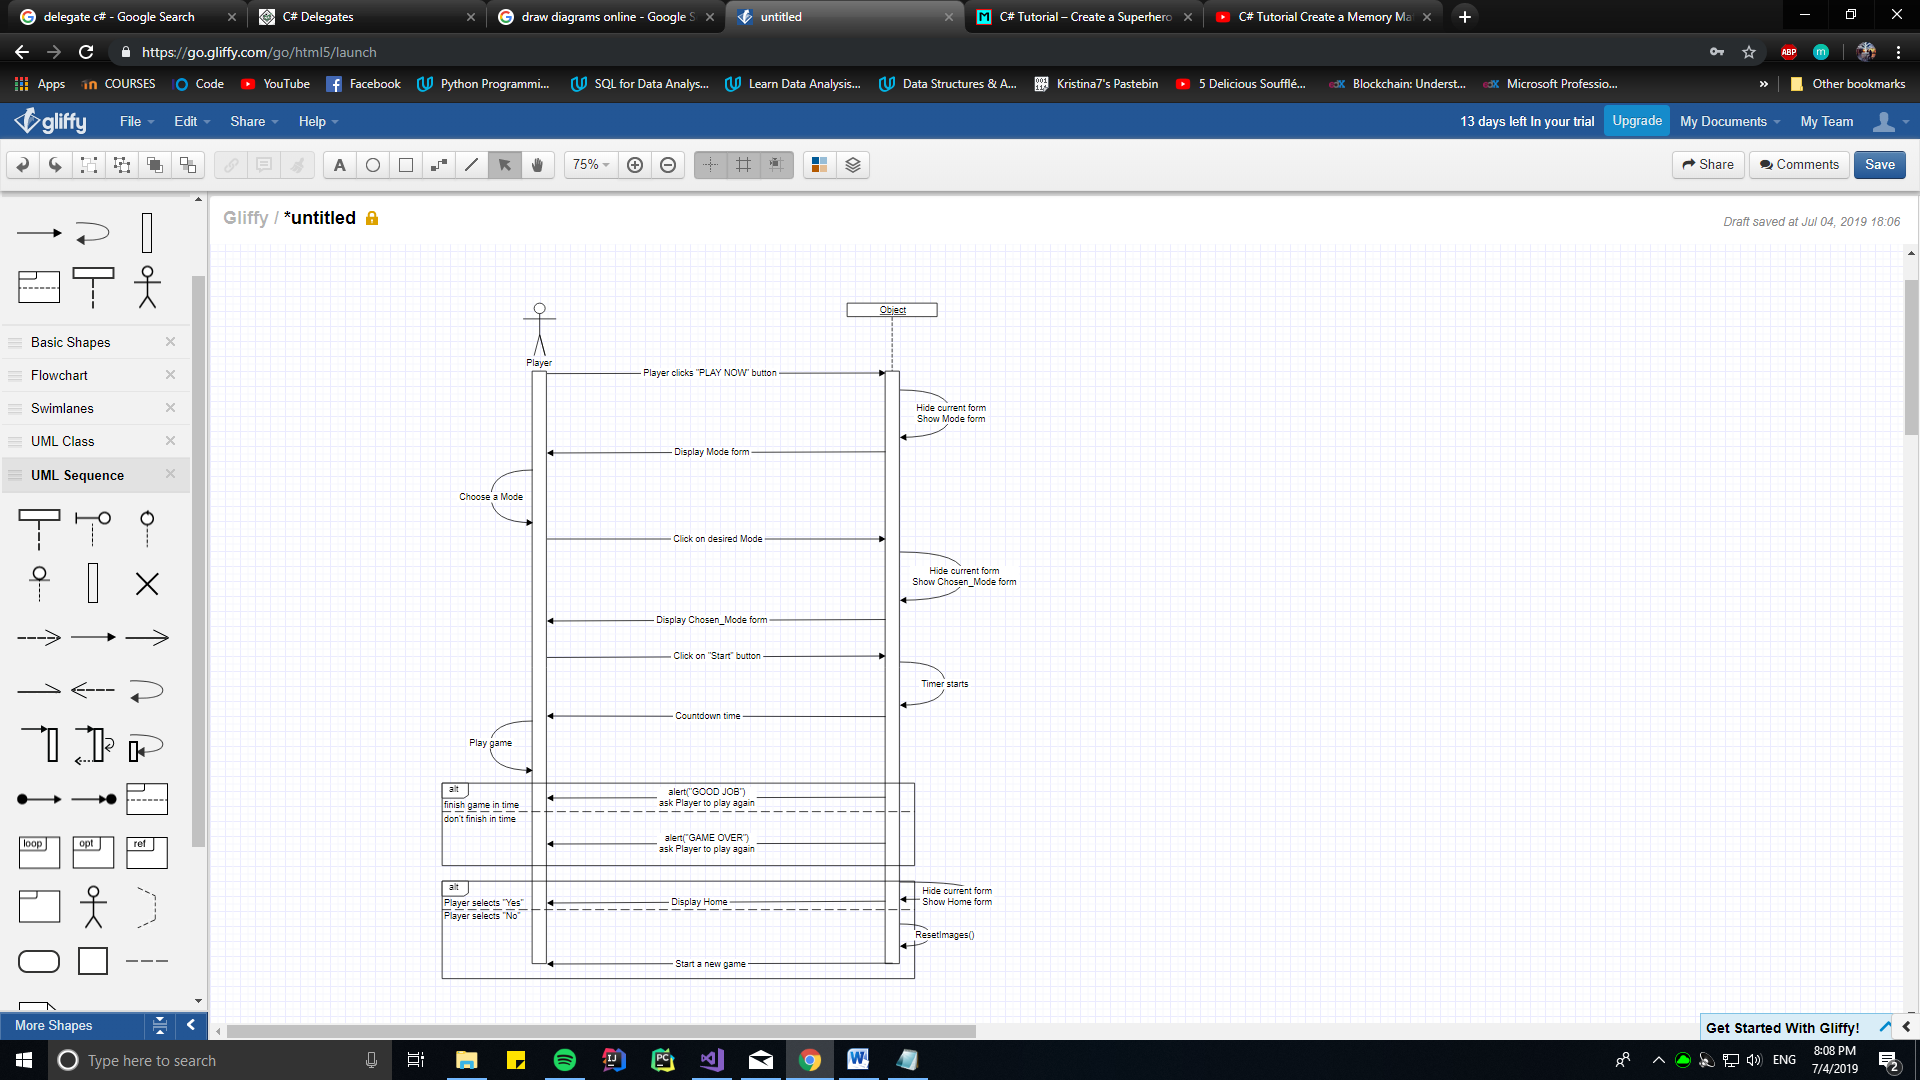 delegate c# - Google Search
C# Delegates
draw diagrams online - Google S
untitled
C# Tutorial – Create a Superhero
C# Tutorial Create a Memory Ma
https://go.gliffy.com/go/html5/launch
ABP
m
Apps
COURSES
Code
YouTube
Facebook
Python Programmi...
SQL for Data Analys...
Learn Data Analysis...
Data Structures & A...
Kristina7's Pastebin
5 Delicious Soufflé...
Blockchain: Underst...
Microsoft Professio...
»
Other bookmarks
gliffy
File
Edit
Share
Help
13 days left In your trial
Upgrade
My Documents
My Team
A
75%
Share
Comments
Save
Gliffy / *untitled
Draft saved at Jul 04, 2019 18:06
Basic Shapes
Flowchart
Swimlanes
UML Class
UML Sequence
loop
opt
ref
More Shapes
Player
Object
Player clicks "PLAY NOW" button
Hide current form
Show Mode form
Display Mode form
Choose a Mode
Click on desired Mode
Hide current form
Show Chosen_Mode form
Display Chosen_Mode form
Click on "Start" button
Timer starts
Countdown time
Play game
alt
finish game in time
alert("GOOD JOB")
ask Player to play again
don't finish in time
alert("GAME OVER")
ask Player to play again
alt
Player selects "Yes"
Hide current form
Show Home form
Display Home
Player selects "No"
ResetImages()
Start a new game
Get Started With Gliffy!
Type here to search
ENG
8:08 PM
7/4/2019
2